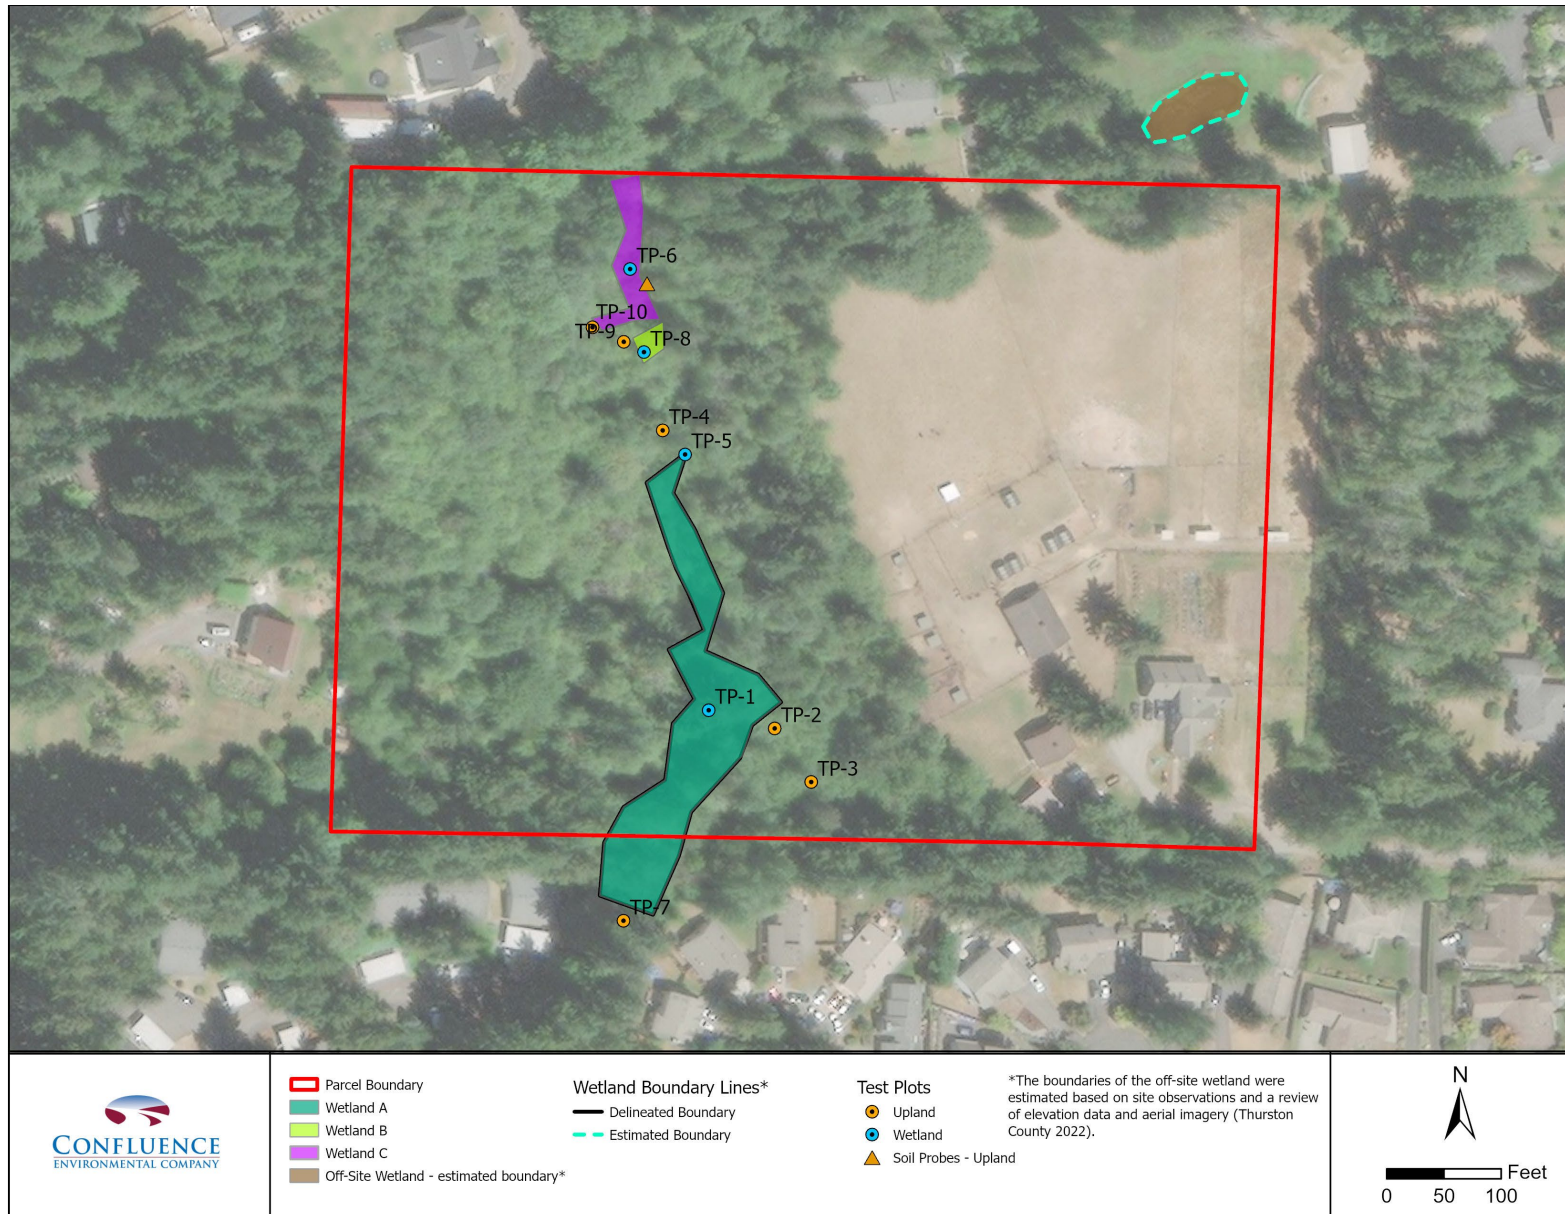 TP-6
TP-10
TP-9
TP-8
TP-4
TP-5
TP-1
TP-2
TP-3
TP-7
CONFLUENCE
ENVIRONMENTAL COMPANY
Parcel Boundary
Wetland A
Wetland B
Wetland C
Off-Site Wetland - estimated boundary*
Wetland Boundary Lines*
Delineated Boundary
Estimated Boundary
Test Plots
Upland
Wetland
Soil Probes - Upland
*The boundaries of the off-site wetland were
estimated based on site observations and a review
of elevation data and aerial imagery (Thurston
County 2022).
N
Feet
0 50 100